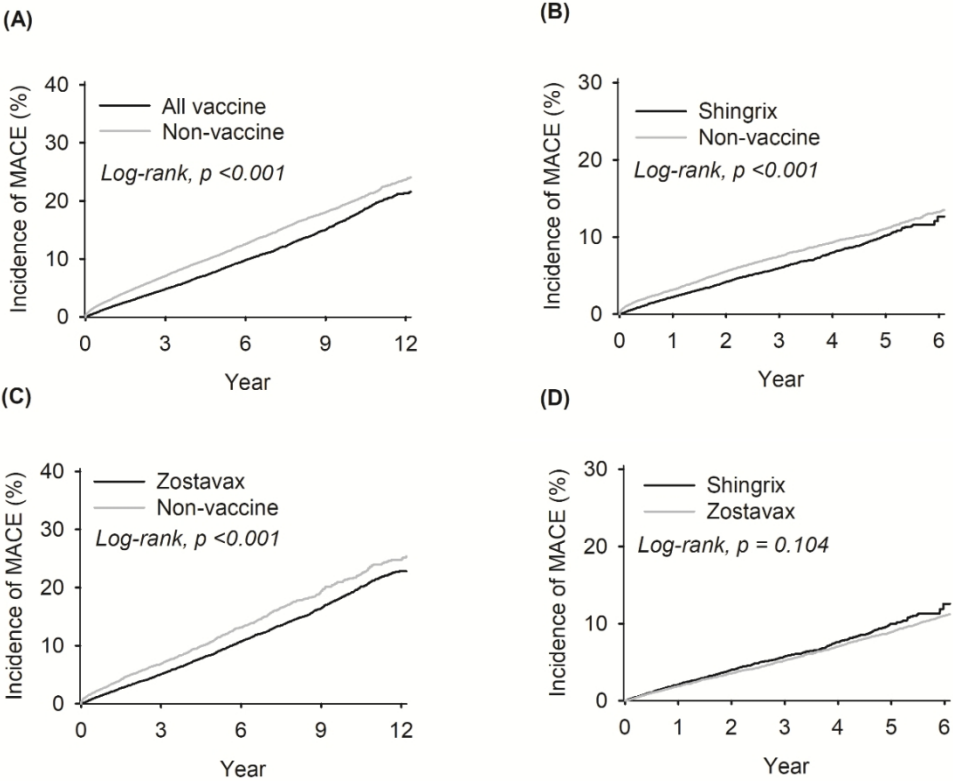 (A)
Incidence of MACE (%)
40
30
20
10
0
All vaccine
Non-vaccine
Log-rank, p <0.001
0 3 6 9 12
Year
(B)
Incidence of MACE (%)
30
20
10
0
Shingrix
Non-vaccine
Log-rank, p <0.001
0 1 2 3 4 5 6
Year
(C)
Incidence of MACE (%)
40
30
20
10
0
Zostavax
Non-vaccine
Log-rank, p <0.001
0 3 6 9 12
Year
(D)
Incidence of MACE (%)
30
20
10
0
Shingrix
Zostavax
Log-rank, p = 0.104
0 1 2 3 4 5 6
Year